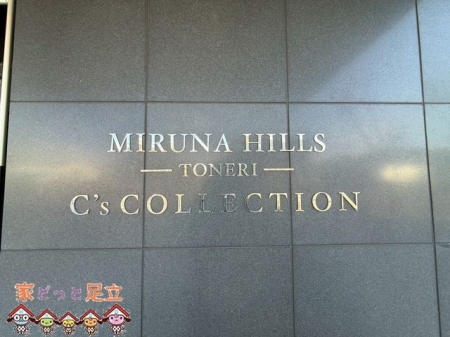 MIRUNA HILLS
TONERI
C's COLLECTION
家どっと足立